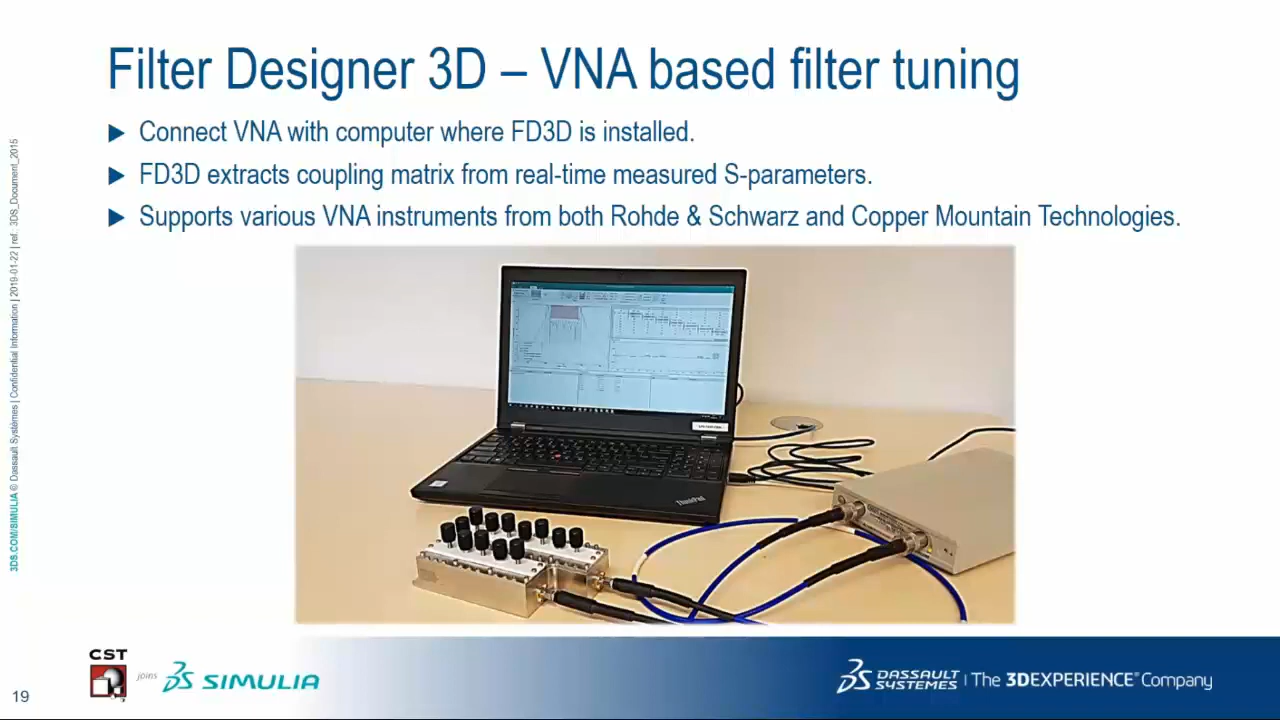 Filter Designer 3D – VNA based filter tuning
Connect VNA with computer where FD3D is installed.
FD3D extracts coupling matrix from real-time measured S-parameters.
Supports various VNA instruments from both Rohde & Schwarz and Copper Mountain Technologies.
3DS.COM/SIMULIA © Dassault Systèmes | Confidential Information | 2019-01-22 | ref.: 3DS_Document_2015
ThinkPad
CST
joins
SIMULIA
DASSAULT SYSTEMES | The 3DEXPERIENCE® Company
19